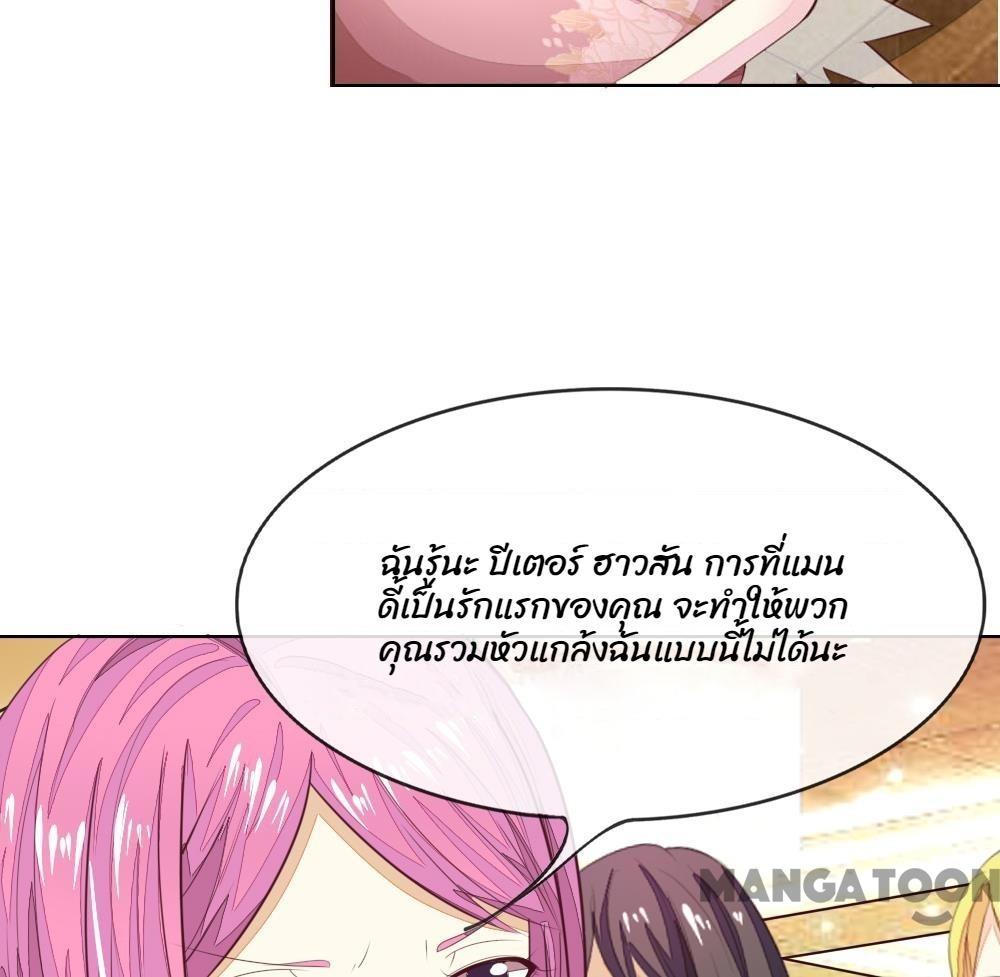 ฉันรู้นะ ปีเตอร์ ฮาวสัน การที่แมน
ดี้เป็นรักแรกของคุณ จะทำให้พวก
คุณรวมหัวแกล้งฉันแบบนี้ไม่ได้นะ
MANGATOON